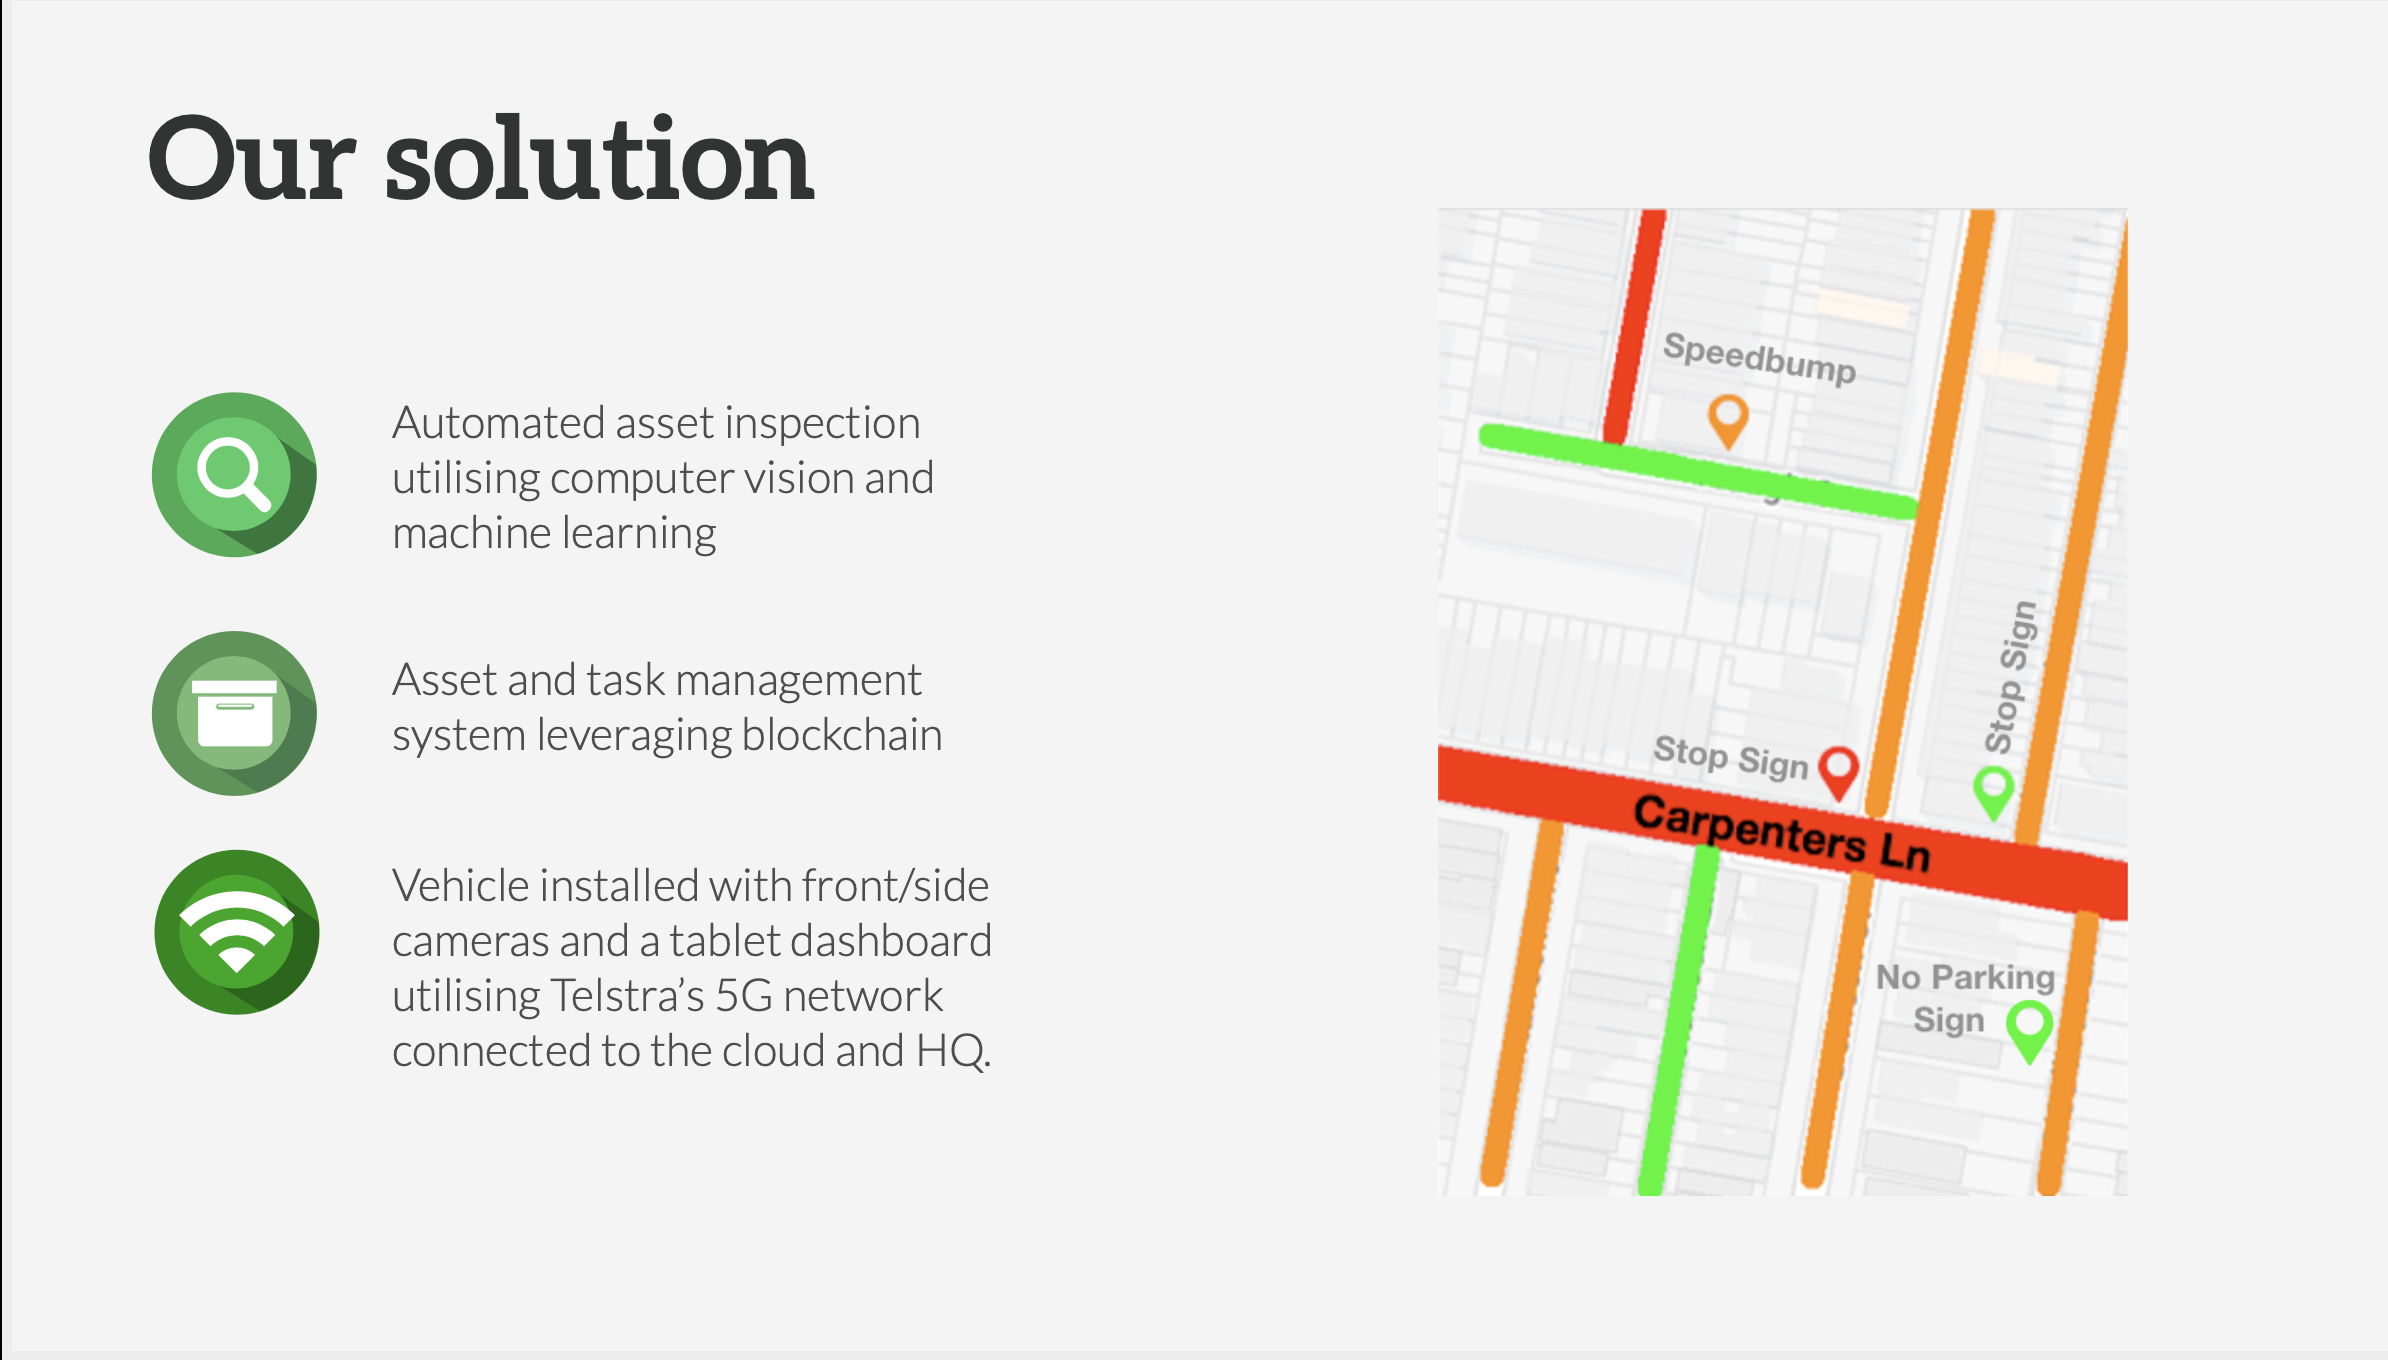 Our solution
Automated asset inspection
utilising computer vision and
machine learning
Asset and task management
system leveraging blockchain
Vehicle installed with front/side
cameras and a tablet dashboard
utilising Telstra’s 5G network
connected to the cloud and HQ.
Speedbump
Stop Sign
Stop Sign
Carpenters Ln
No Parking
Sign